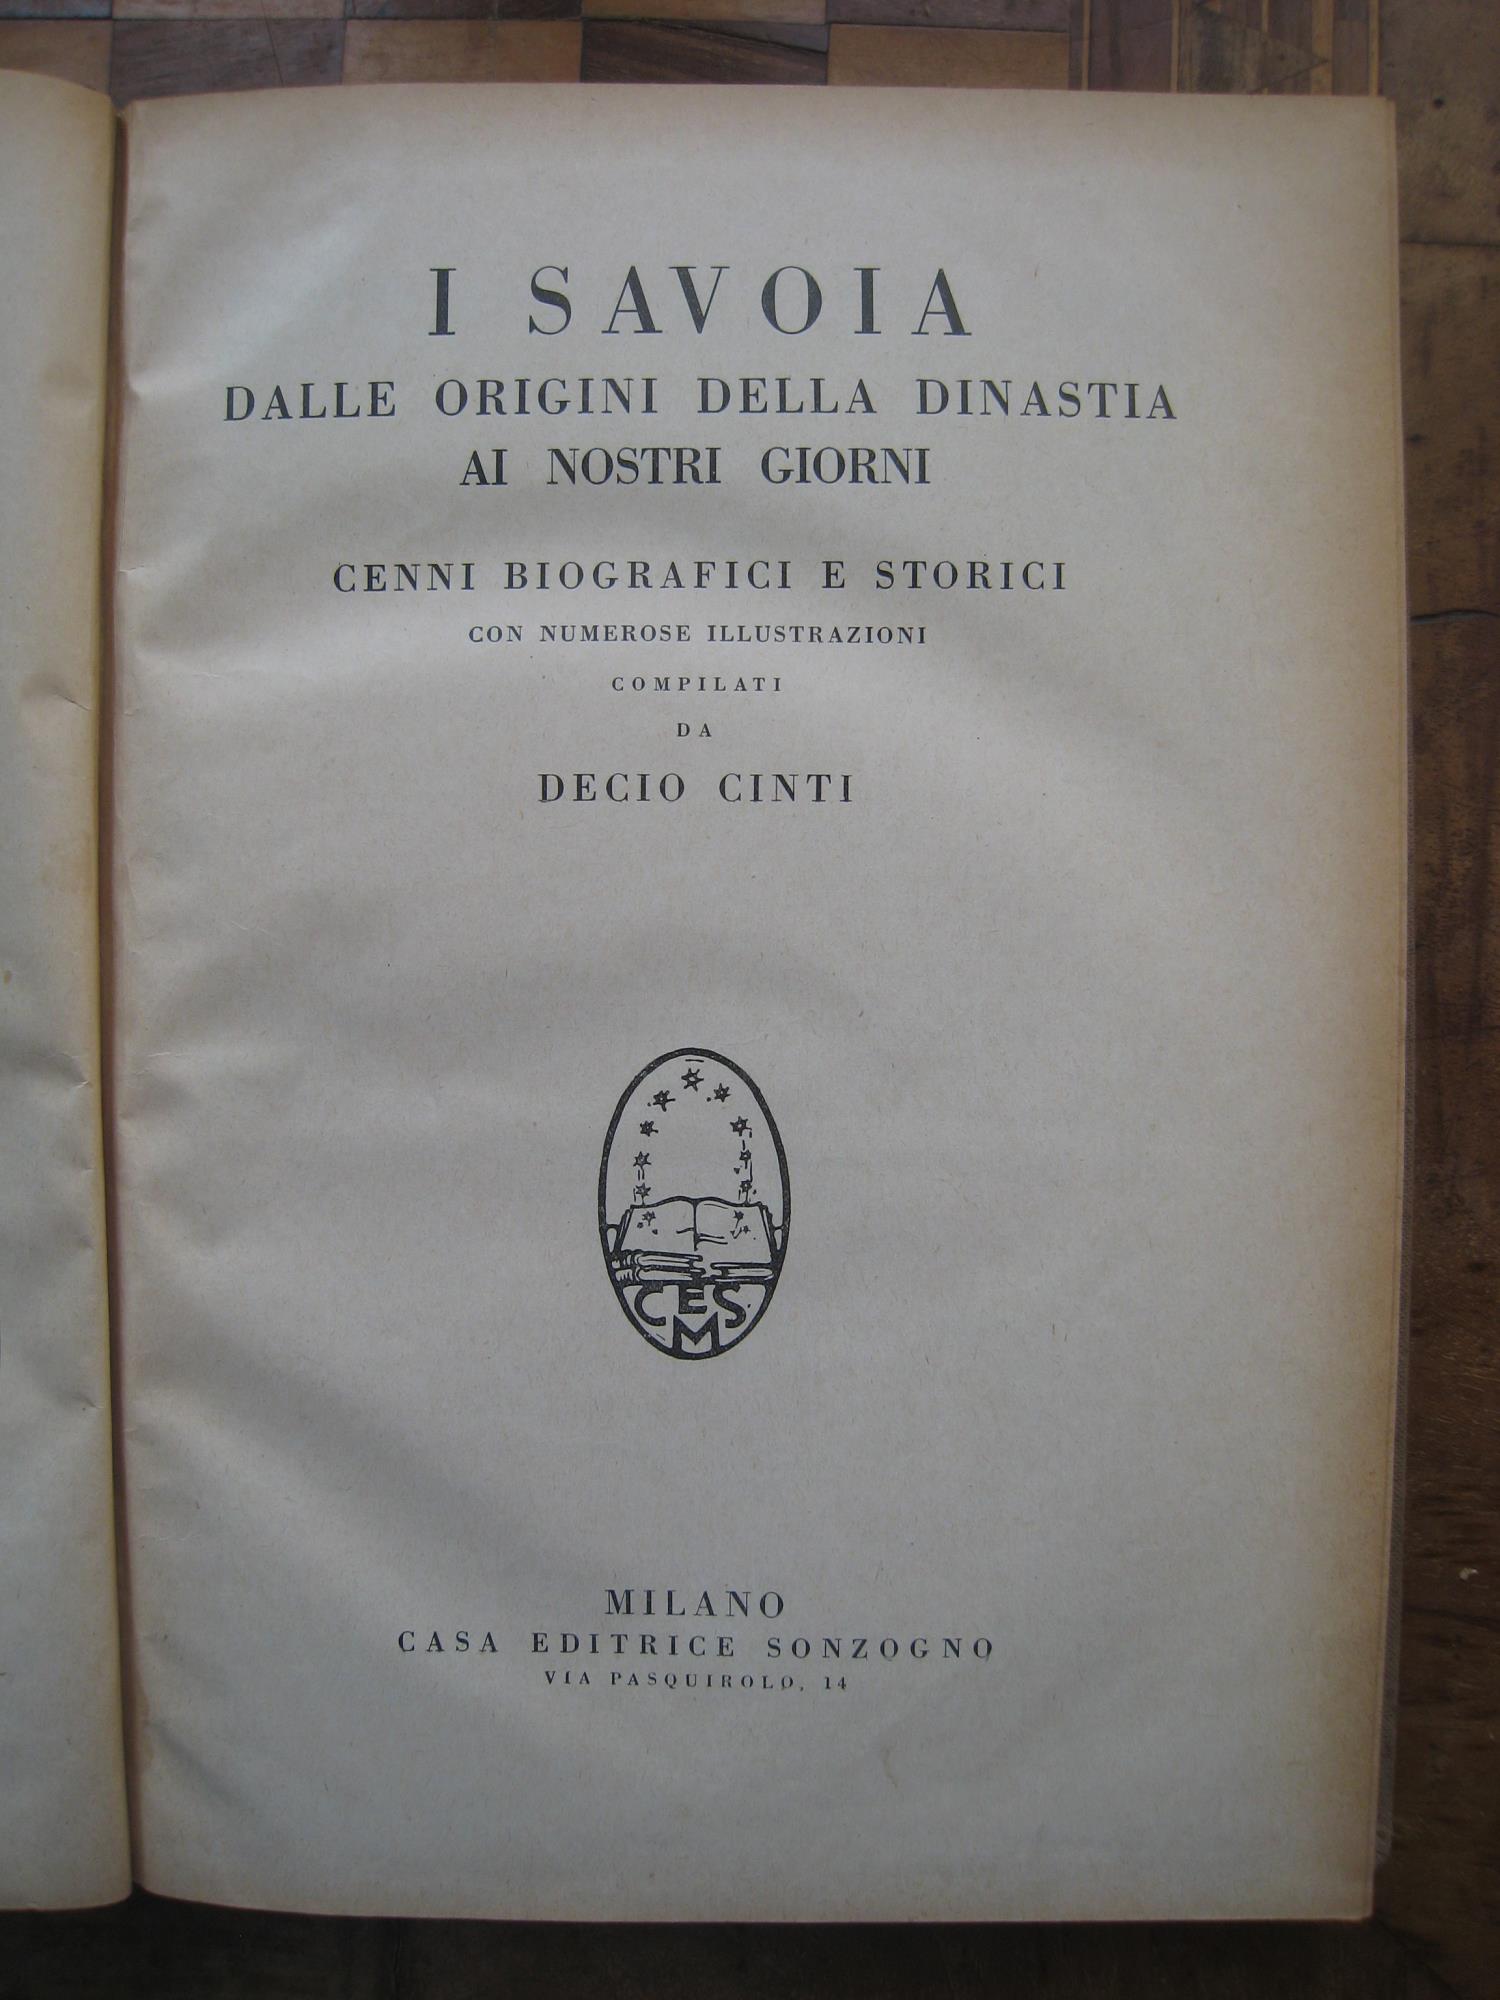 I SAVOIA
DALLE ORIGINI DELLA DINASTIA
AI NOSTRI GIORNI
CENNI BIOGRAFICI E STORICI
CON NUMEROSE ILLUSTRAZIONI
COMPILATI
DA
DECIO CINTI
CES
M
MILANO
CASA EDITRICE SONZOGNO
VIA PASQUIROLO, 14